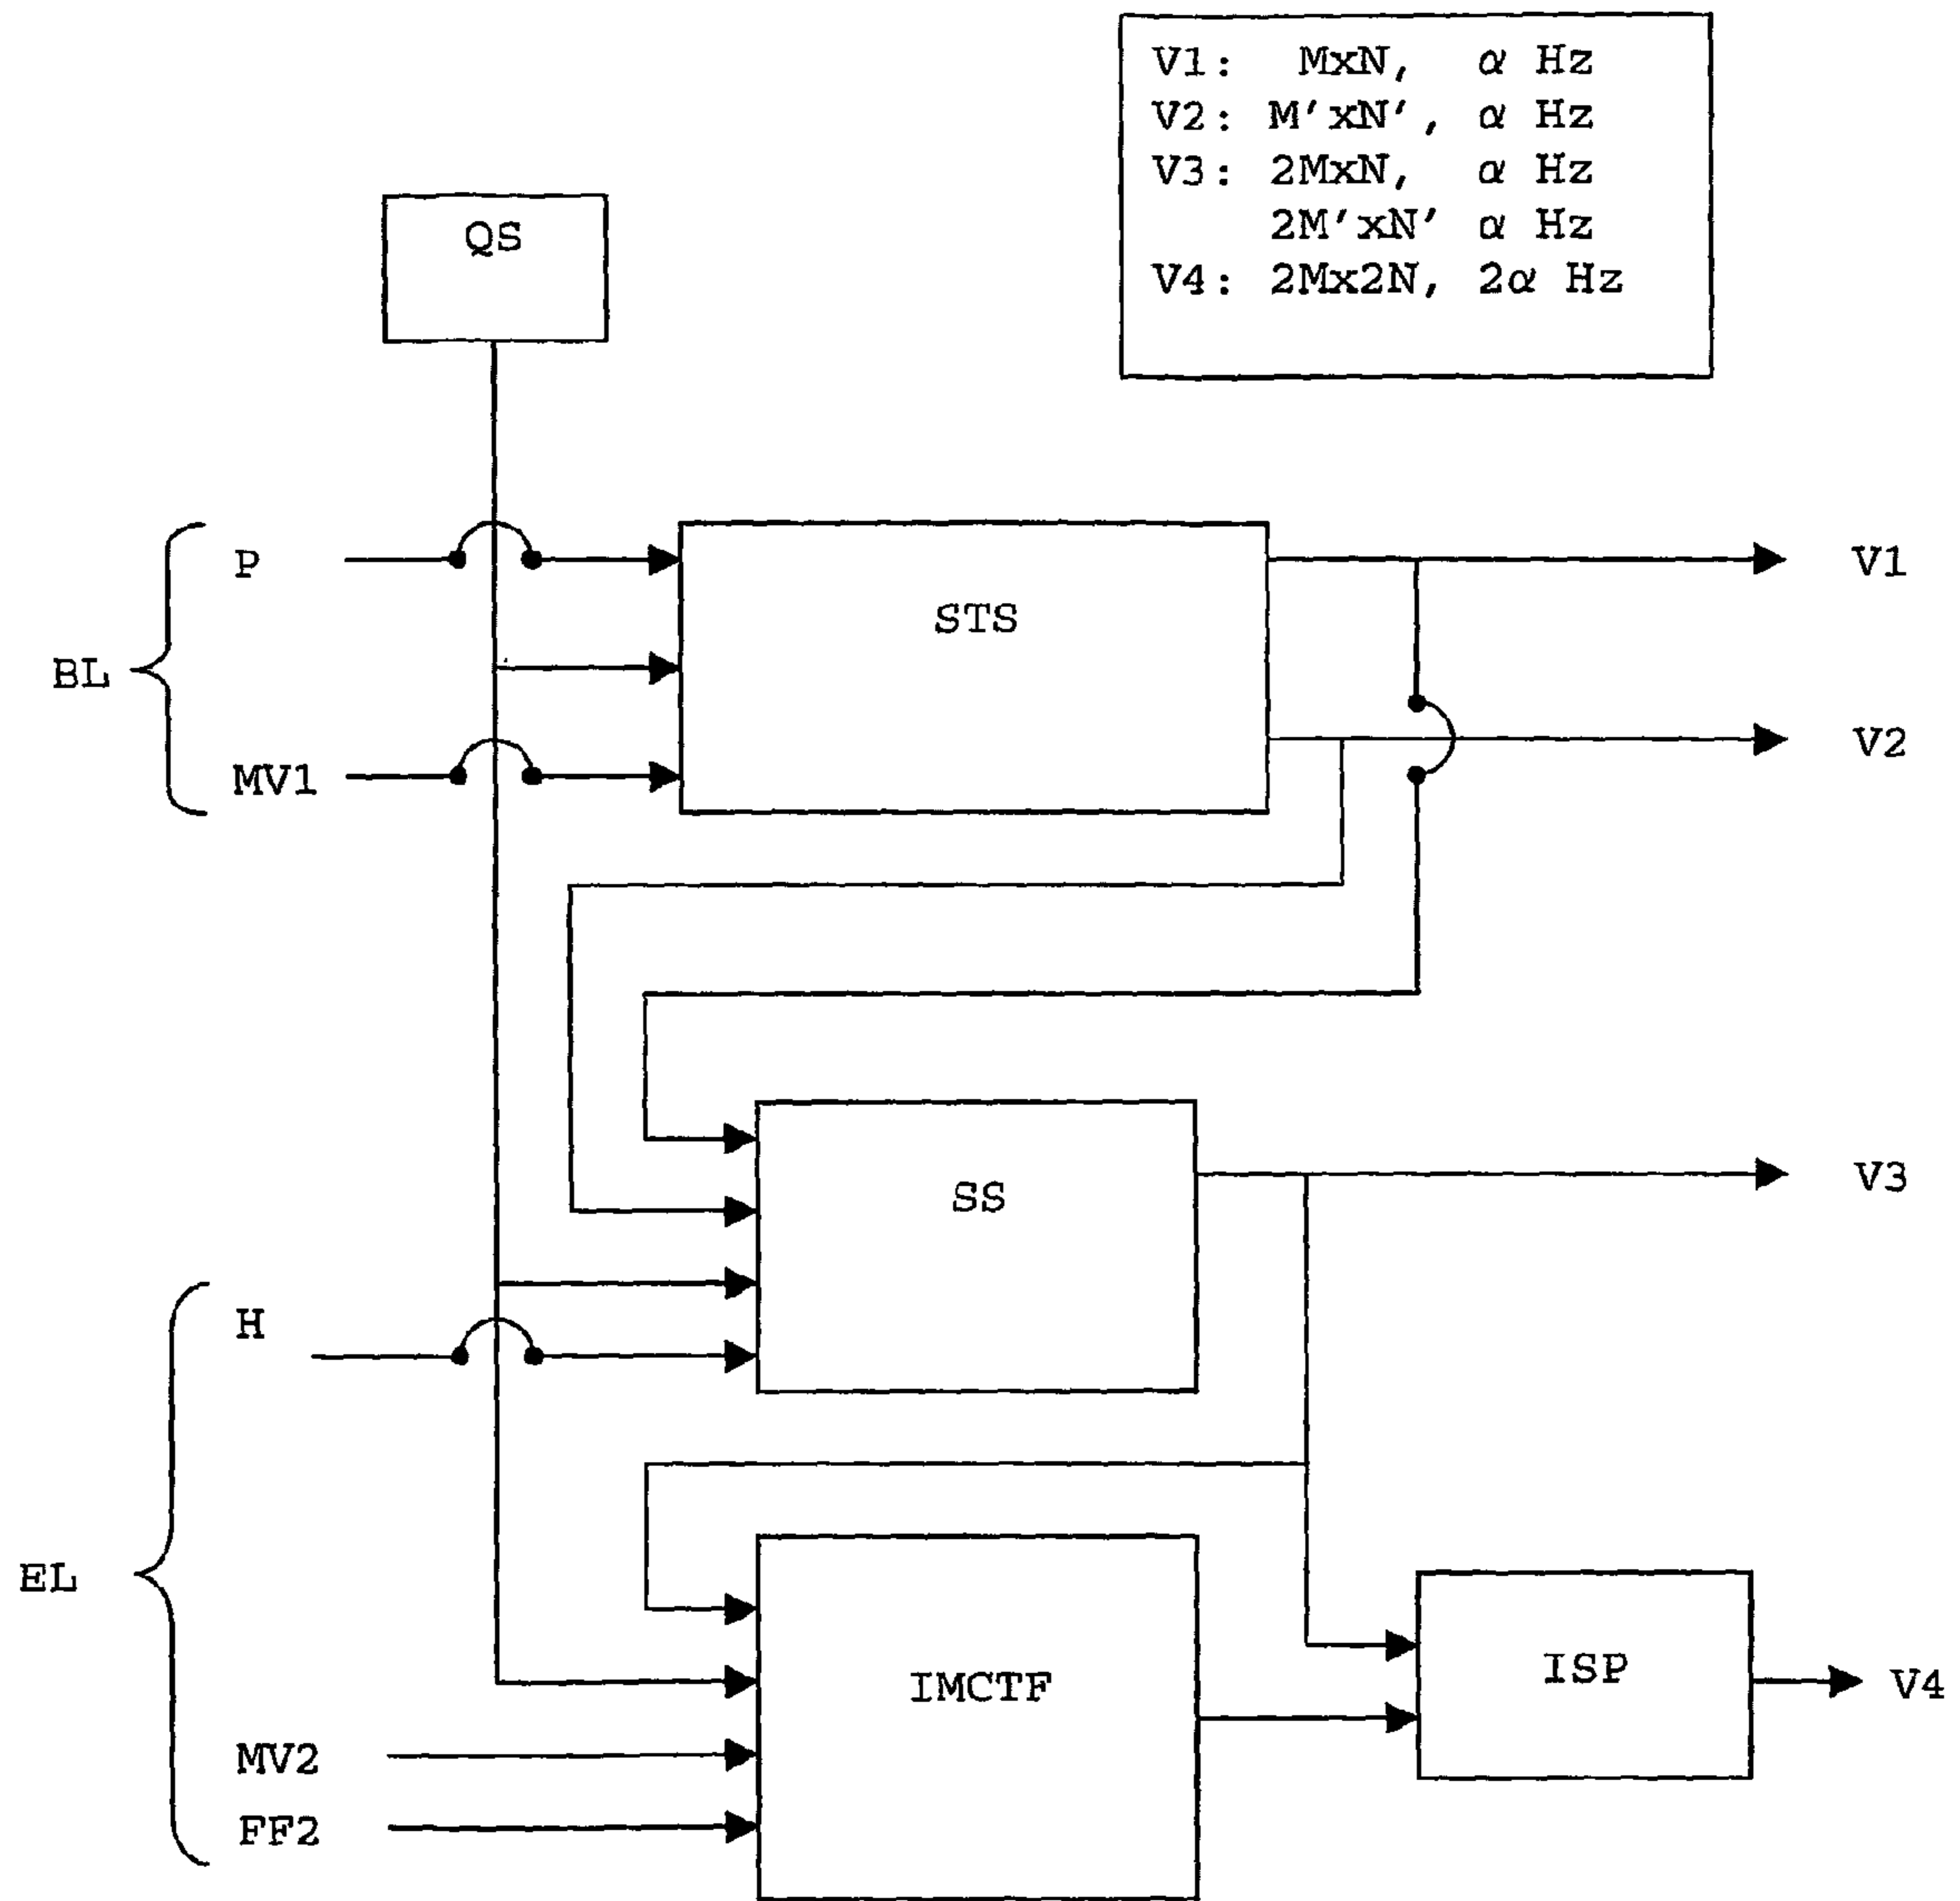 V1: MxN, α Hz
V2: M'xN', α Hz
V3: 2MxN, α Hz
2M'xN' α Hz
V4: 2Mx2N, 2α Hz
QS
P
BL
MV1
STS
V1
V2
SS
V3
H
EL
MV2
FF2
IMCTF
ISP
V4